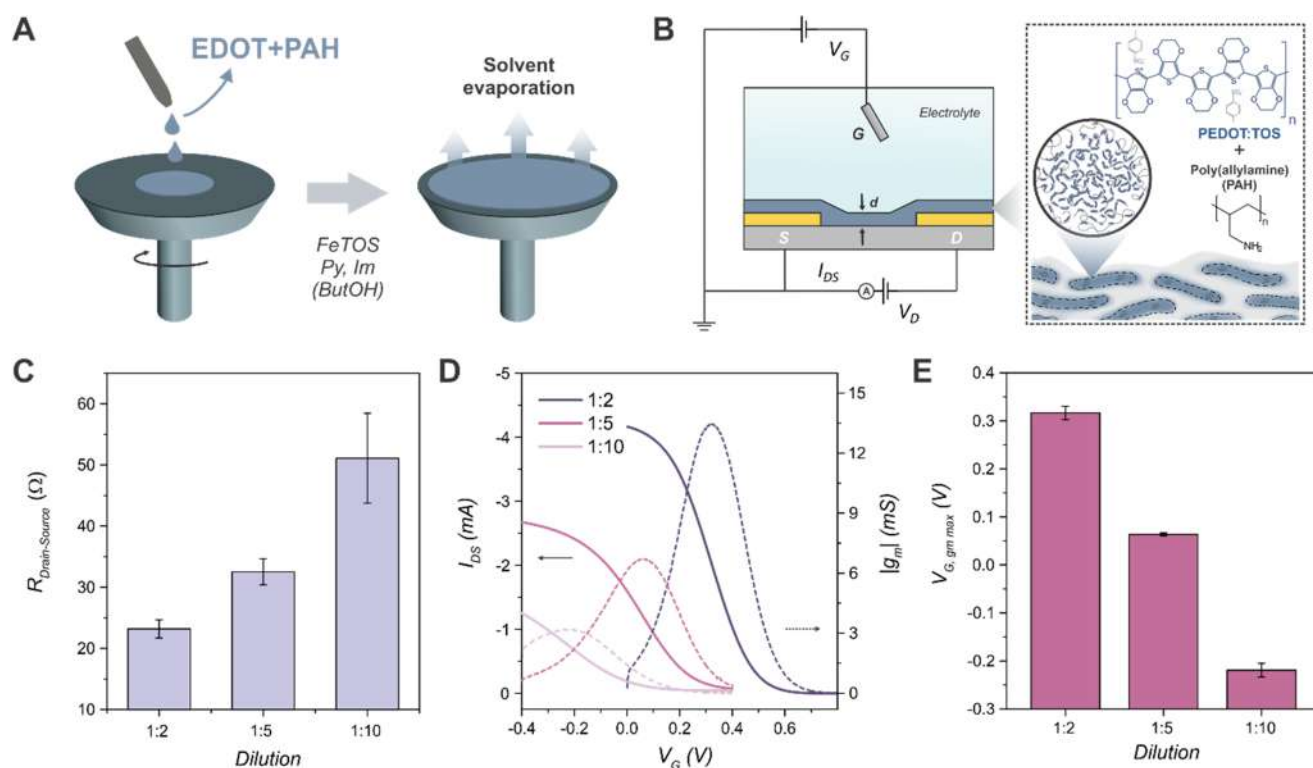 A
EDOT+PAH
Solvent
evaporation
FeTOS
Py, Im
(ButOH)
B
V_G
Electrolyte
G
d
S
D
I_DS
A
V_D
n
PEDOT:TOS
+
Poly(allylamine)
(PAH)
n
NH2
C
R_Drain-Source (Ω)
60
50
40
30
20
10
1:2
1:5
1:10
Dilution
D
I_DS (mA)
-5
-4
-3
-2
-1
0
1:2
1:5
1:10
15
12
9
6
3
0
|g_m| (mS)
-0.4
-0.2
0.0
0.2
0.4
0.6
V_G (V)
E
V_G, gm max (V)
0.4
0.3
0.2
0.1
0.0
-0.1
-0.2
-0.3
1:2
1:5
1:10
Dilution